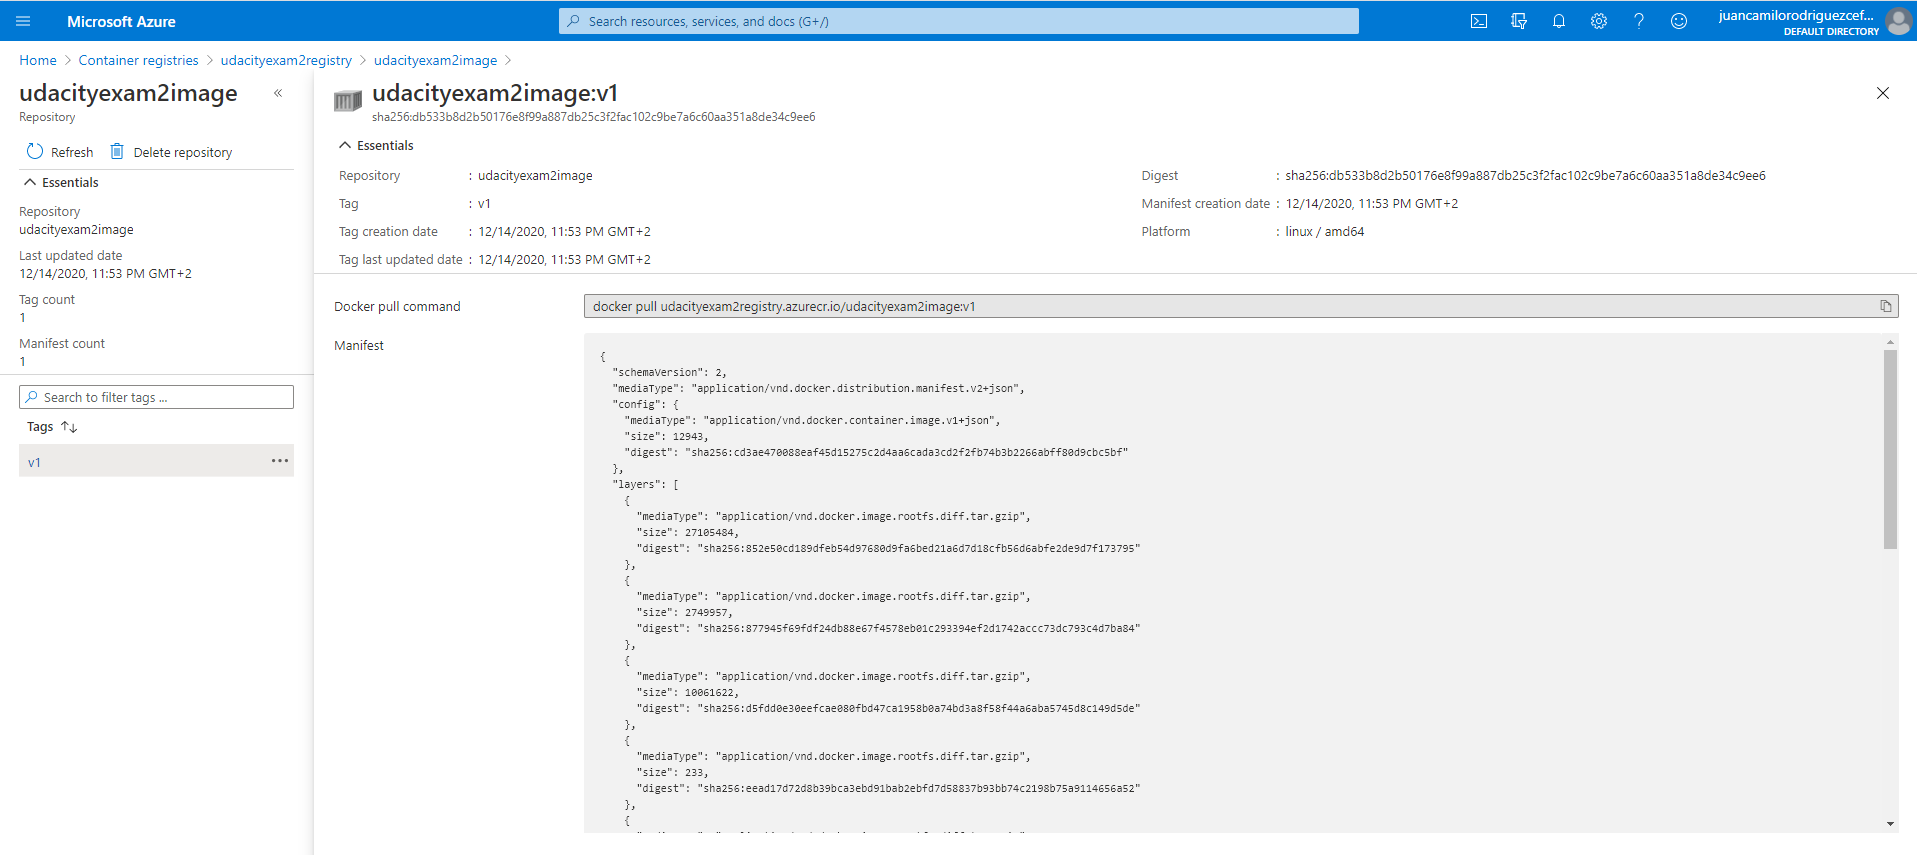 Microsoft Azure
Search resources, services, and docs (G+/)
juancamilorodriguezcef...
DEFAULT DIRECTORY
Home > Container registries > udacityexam2registry > udacityexam2image >
udacityexam2image «
Repository
Refresh Delete repository
Essentials
Repository
udacityexam2image
Last updated date
12/14/2020, 11:53 PM GMT+2
Tag count
1
Manifest count
1
Search to filter tags ...
Tags ↑↓
v1 ...
udacityexam2image:v1
sha256:db533b8d2b50176e8f99a887db25c3f2fac102c9be7a6c60aa351a8de34c9ee6
Essentials
Repository : udacityexam2image
Tag : v1
Tag creation date : 12/14/2020, 11:53 PM GMT+2
Tag last updated date : 12/14/2020, 11:53 PM GMT+2
Digest : sha256:db533b8d2b50176e8f99a887db25c3f2fac102c9be7a6c60aa351a8de34c9ee6
Manifest creation date : 12/14/2020, 11:53 PM GMT+2
Platform : linux / amd64
Docker pull command
docker pull udacityexam2registry.azurecr.io/udacityexam2image:v1
Manifest
{
"schemaVersion": 2,
"mediaType": "application/vnd.docker.distribution.manifest.v2+json",
"config": {
"mediaType": "application/vnd.docker.container.image.v1+json",
"size": 12943,
"digest": "sha256:cd3ae470088eaf45d15275c2d4aa6cada3cd2f2fb74b3b2266abff80d9cbc5bf"
},
"layers": [
{
"mediaType": "application/vnd.docker.image.rootfs.diff.tar.gzip",
"size": 27105484,
"digest": "sha256:852e50cd189dfeb54d97680d9fa6bed21a6d7d18cfb56d6abfe2de9d7f173795"
},
{
"mediaType": "application/vnd.docker.image.rootfs.diff.tar.gzip",
"size": 2749957,
"digest": "sha256:877945f69fdf24db88e67f4578eb01c293394ef2d1742accc73dc793c4d7ba84"
},
{
"mediaType": "application/vnd.docker.image.rootfs.diff.tar.gzip",
"size": 10061622,
"digest": "sha256:d5fdd0e30eefcae080fbd47ca1958b0a74bd3a8f58f44a6aba5745d8c149d5de"
},
{
"mediaType": "application/vnd.docker.image.rootfs.diff.tar.gzip",
"size": 233,
"digest": "sha256:eead17d72d8b39bca3ebd91bab2ebfd7d58837b93bb74c2198b75a9114656a52"
},
{